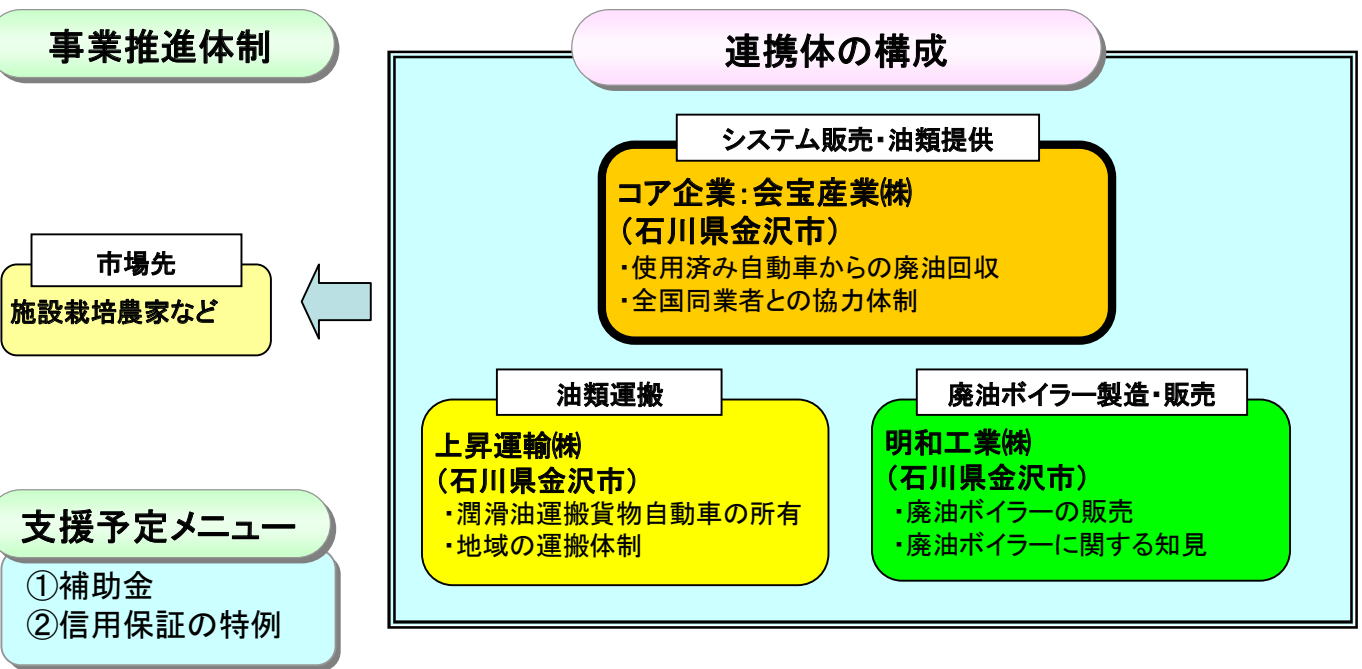 事業推進体制
連携体の構成
システム販売・油類提供
コア企業：会宝産業㈱
（石川県金沢市）
・使用済み自動車からの廃油回収
・全国同業者との協力体制
市場先
施設栽培農家など
油類運搬
上昇運輸㈱
（石川県金沢市）
・潤滑油運搬貨物自動車の所有
・地域の運搬体制
廃油ボイラー製造・販売
明和工業㈱
（石川県金沢市）
・廃油ボイラーの販売
・廃油ボイラーに関する知見
支援予定メニュー
①補助金
②信用保証の特例